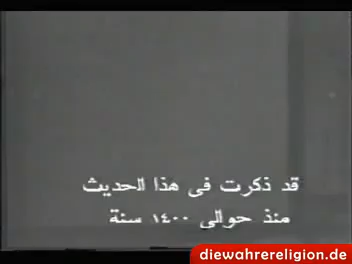 قد ذكرت فى هذا الحديث
منذ حوالى ١٤٠٠ سنة
diewahrereligion.de